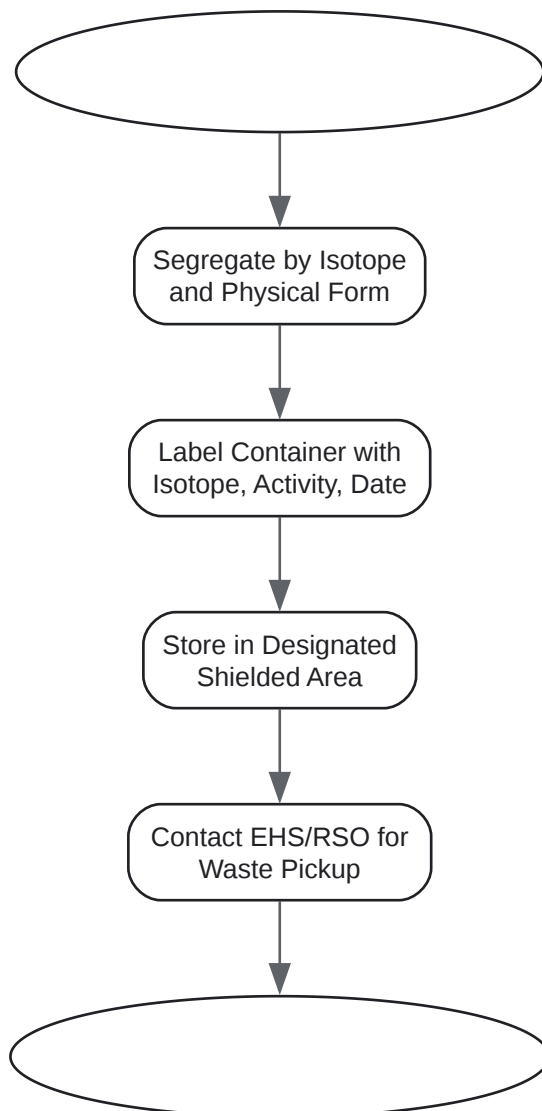 Segregate by Isotope
and Physical Form
Label Container with
Isotope, Activity, Date
Store in Designated
Shielded Area
Contact EHS/RSO for
Waste Pickup